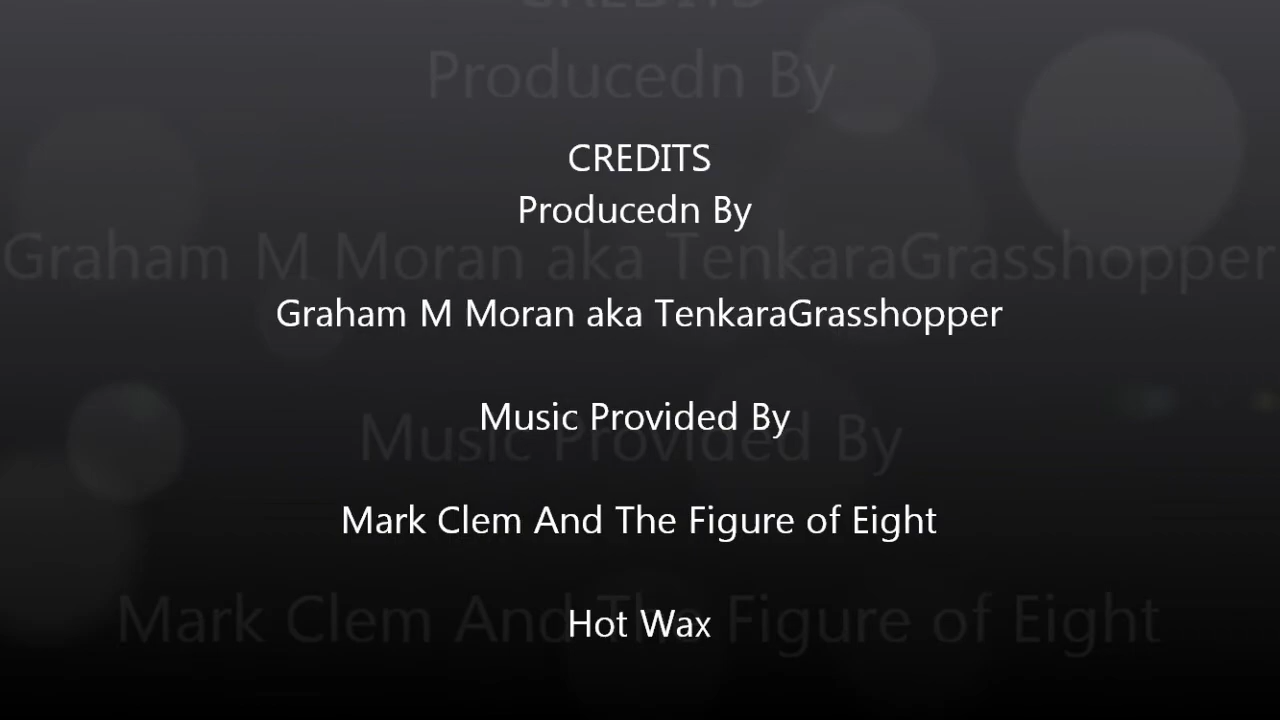 CREDITS
Producedn By
Graham M Moran aka TenkaraGrasshopper
Music Provided By
Mark Clem And The Figure of Eight
Hot Wax